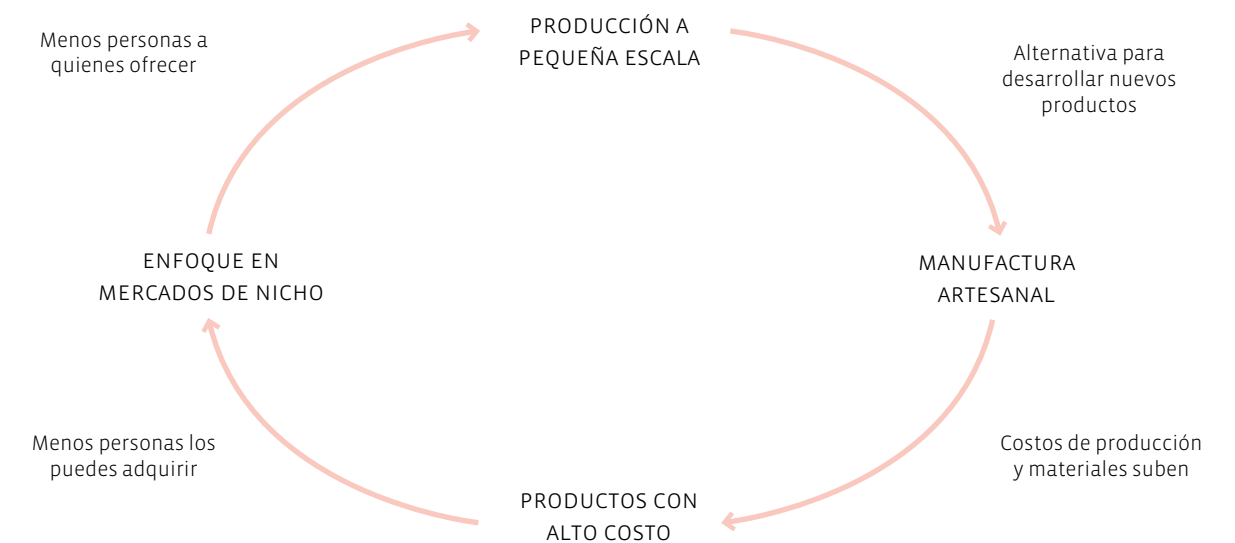 PRODUCCIÓN A
PEQUEÑA ESCALA
Alternativa para
desarrollar nuevos
productos
MANUFACTURA
ARTESANAL
Costos de producción
y materiales suben
PRODUCTOS CON
ALTO COSTO
Menos personas los
puedes adquirir
ENFOQUE EN
MERCADOS DE NICHO
Menos personas a
quienes ofrecer